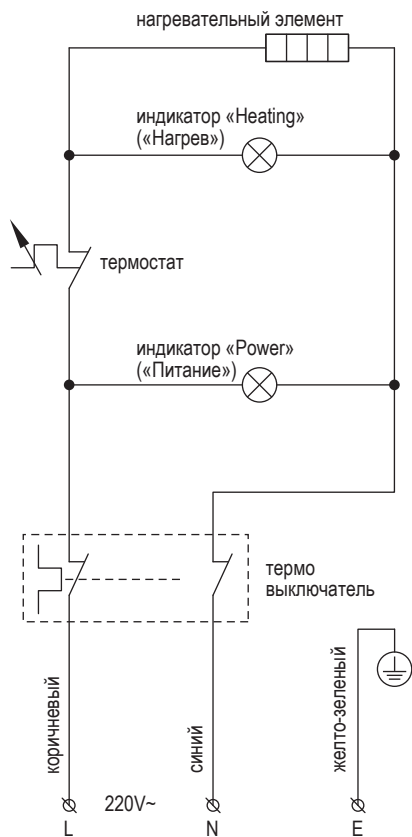 нагревательный элемент
индикатор «Heating»
(«Нагрев»)
термостат
индикатор «Power»
(«Питание»)
термо
выключатель
коричневый
синий
желто-зеленый
220V~
L
N
E